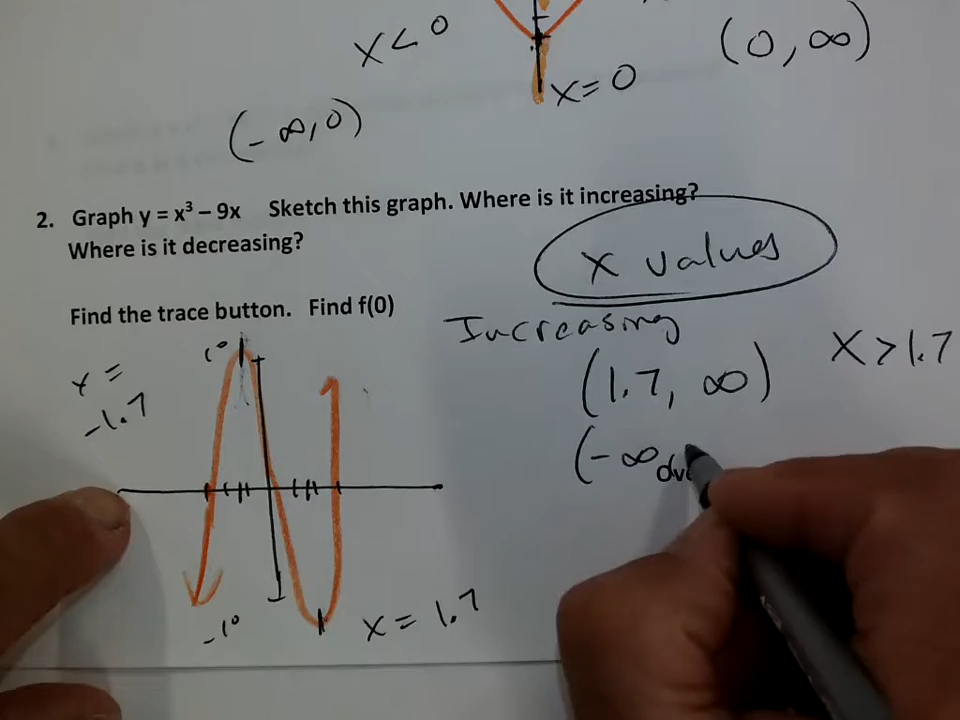 x < 0
(0, ∞)
x = 0
(-∞, 0)
2. Graph y = x³ – 9x Sketch this graph. Where is it increasing?
Where is it decreasing?
x values
Find the trace button. Find f(0)
Increasing
10
x =
-1.7
(1.7, ∞)
x > 1.7
(-∞
-10
x = 1.7